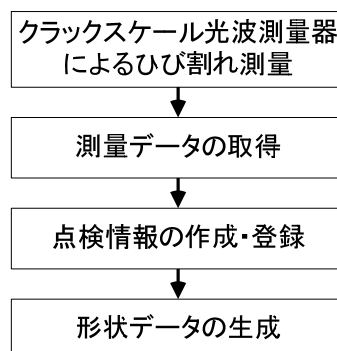 クラックスケール光波測量器
によるひび割れ測量
測量データの取得
点検情報の作成・登録
形状データの生成